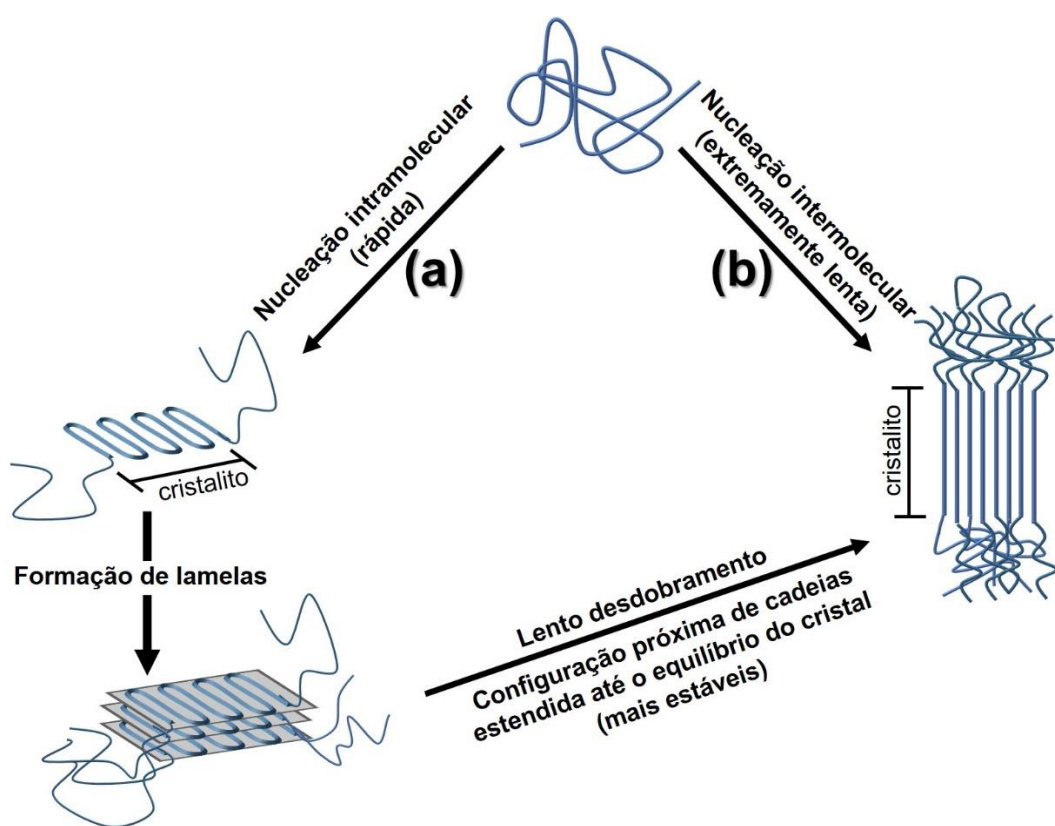 Nucleação intramolecular
(rápida)
(a)
Nucleação intermolecular
(extremamente lenta)
(b)
cristalito
cristalito
Formação de lamelas
Lento desdobramento
Configuração próxima de cadeias
estendida até o equilíbrio do cristal
(mais estáveis)